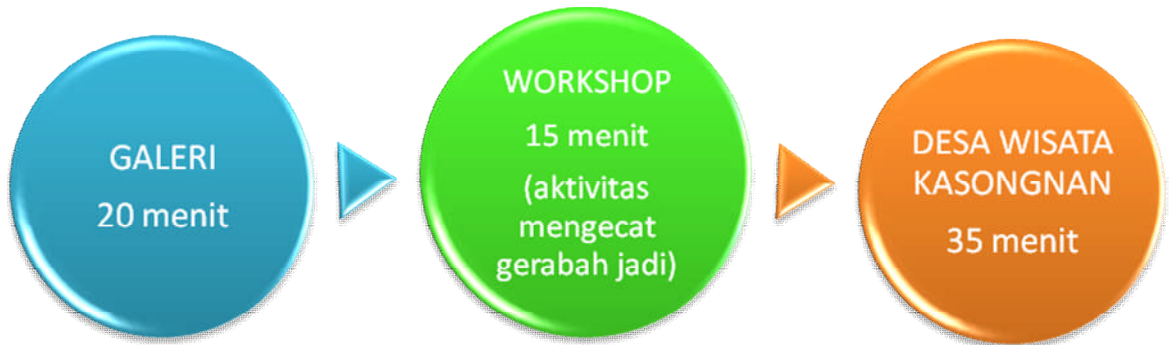 GALERI
20 menit
WORKSHOP
15 menit
(aktivitas
mengecat
gerabah jadi)
DESA WISATA
KASONGNAN
35 menit